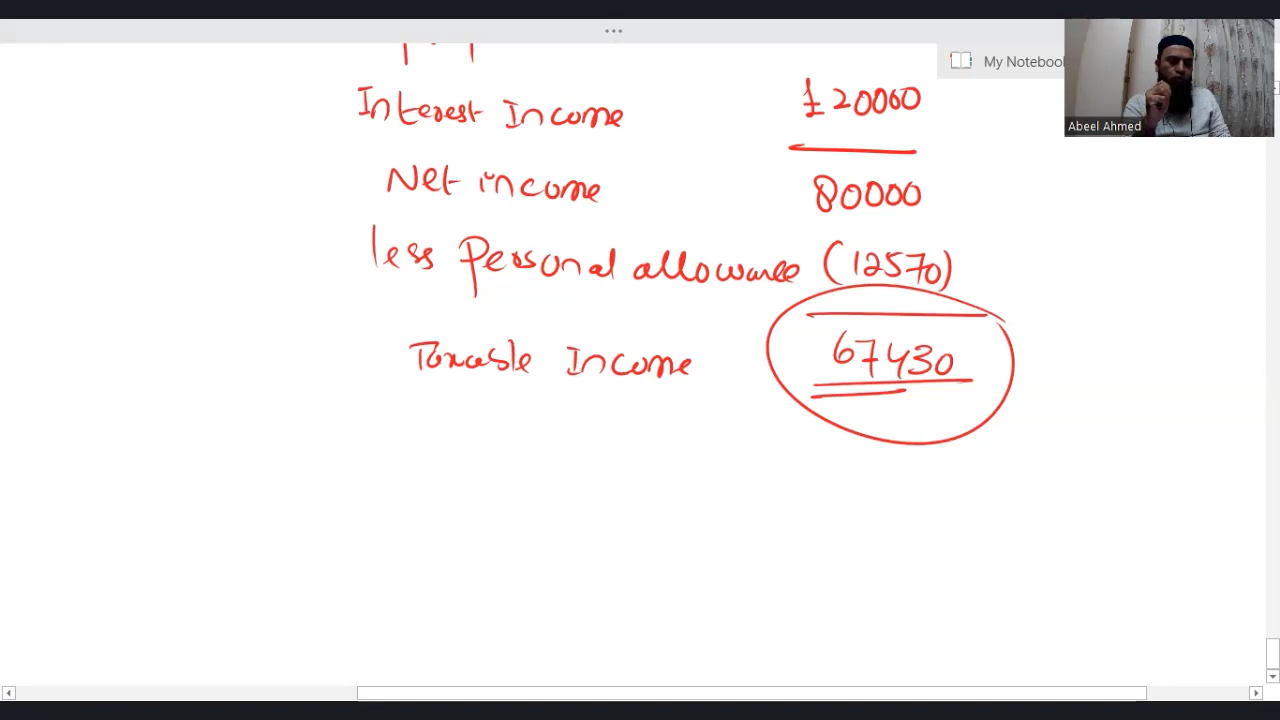 My Notebook
Abeel Ahmed
Interest Income £20000
Net income 80000
less Personal allowance (12570)
Taxable Income 67430